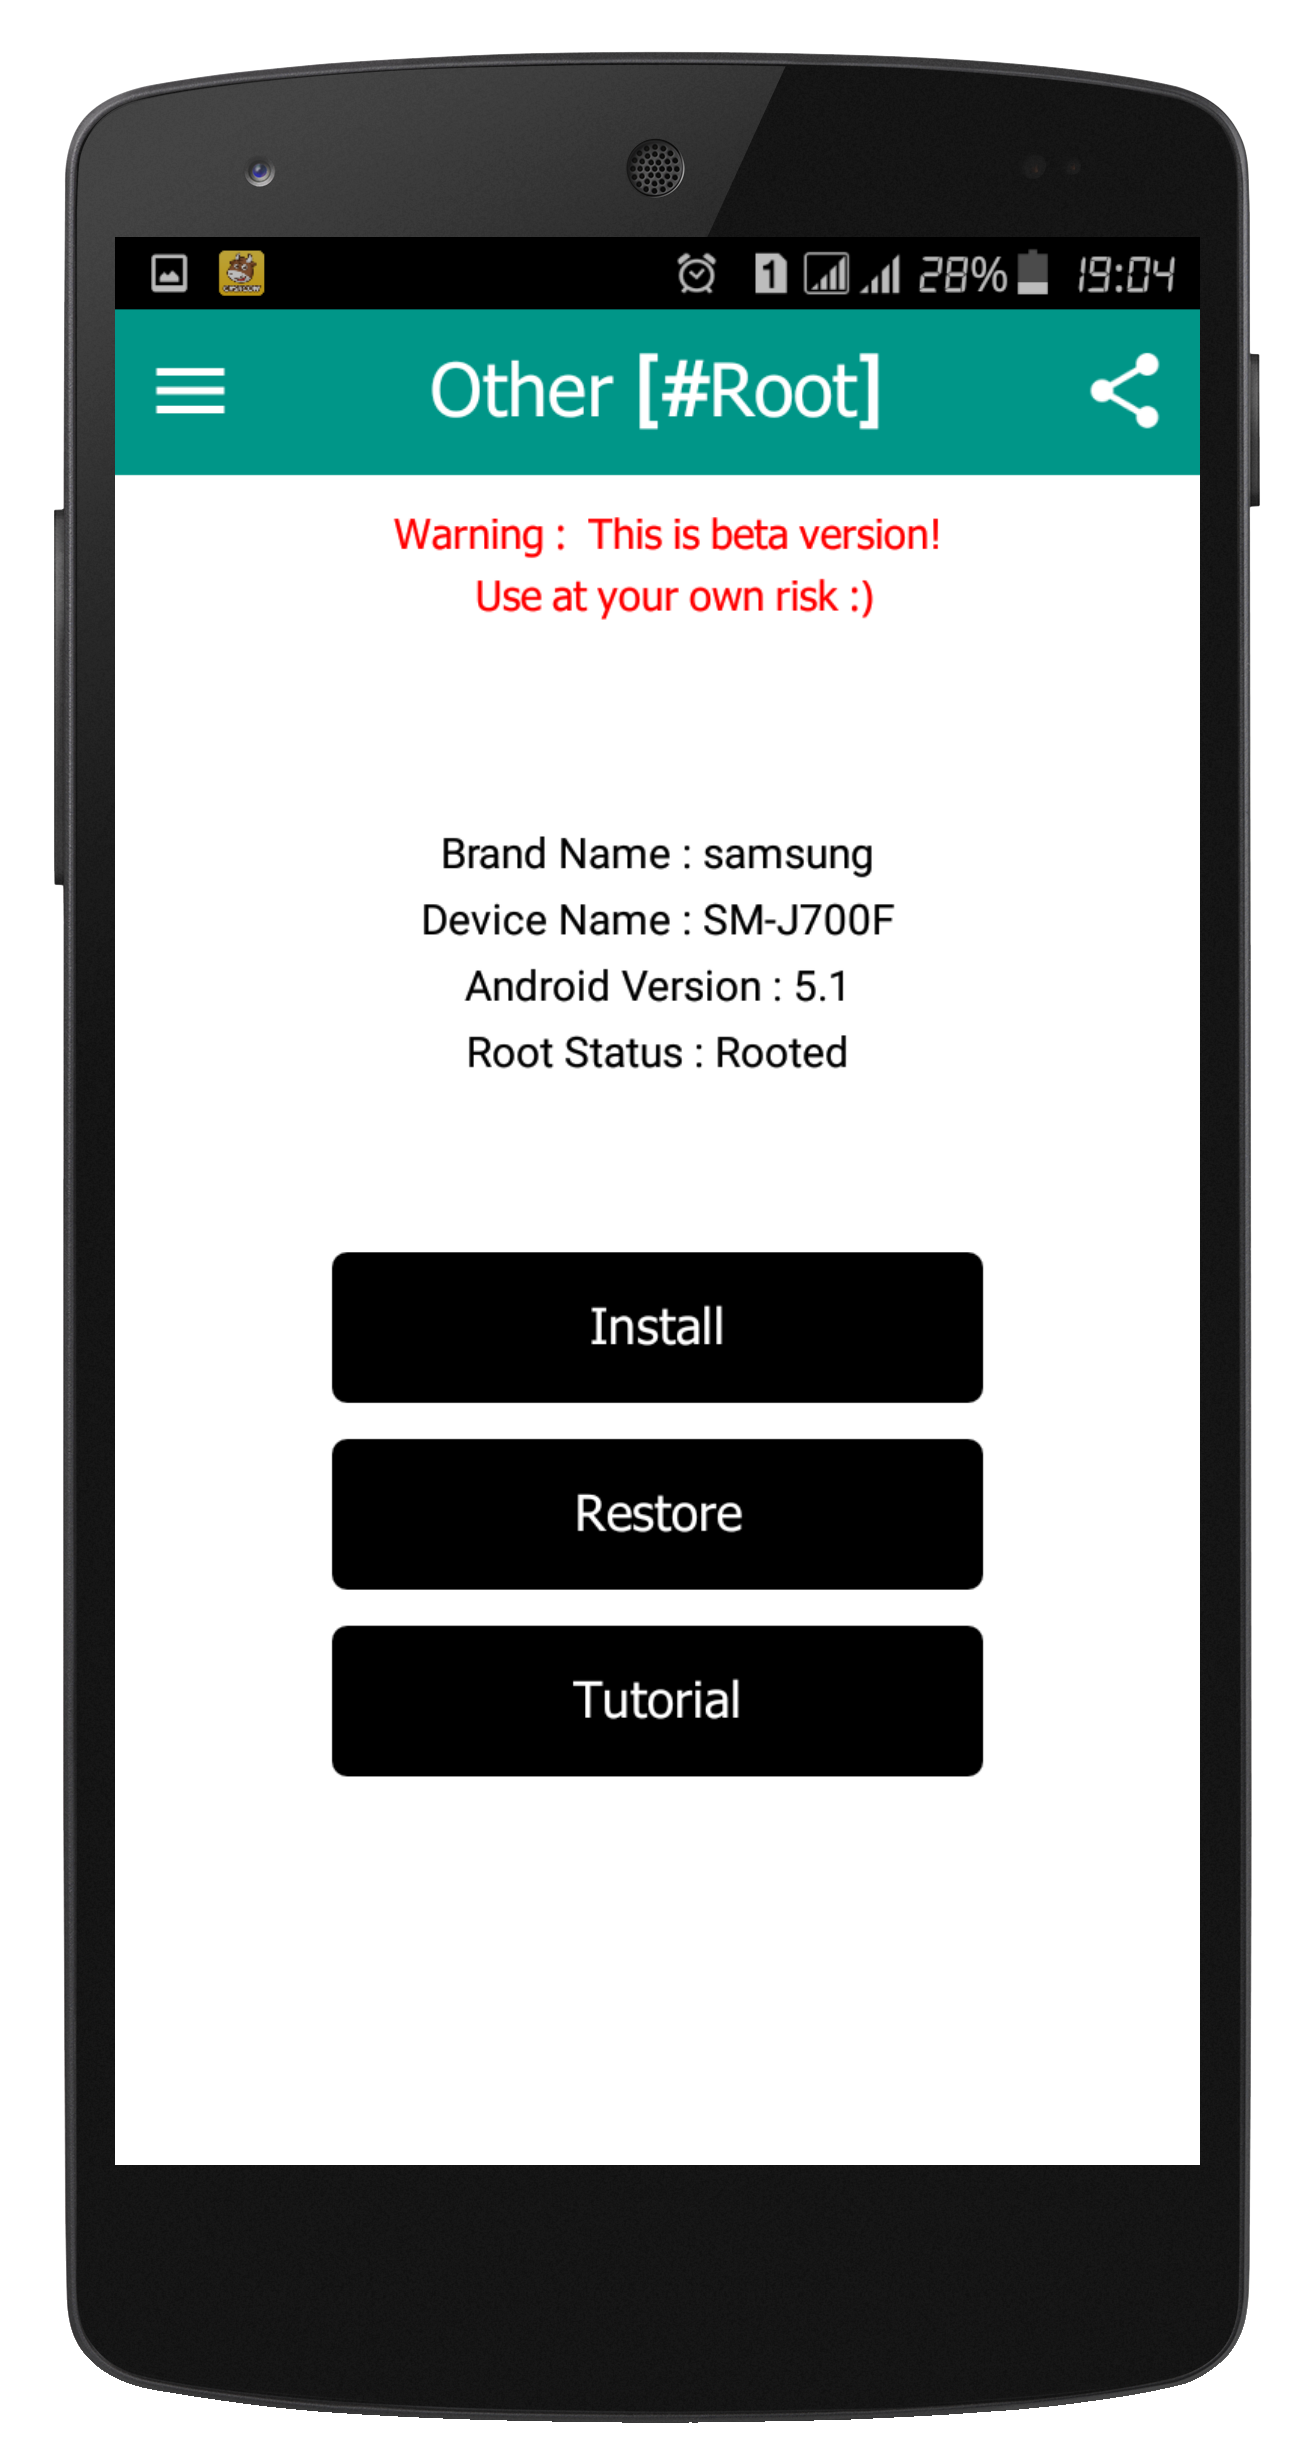 1 28% 19:04
Other [#Root]
Warning :  This is beta version!
Use at your own risk :)
Brand Name : samsung
Device Name : SM-J700F
Android Version : 5.1
Root Status : Rooted
Install
Restore
Tutorial